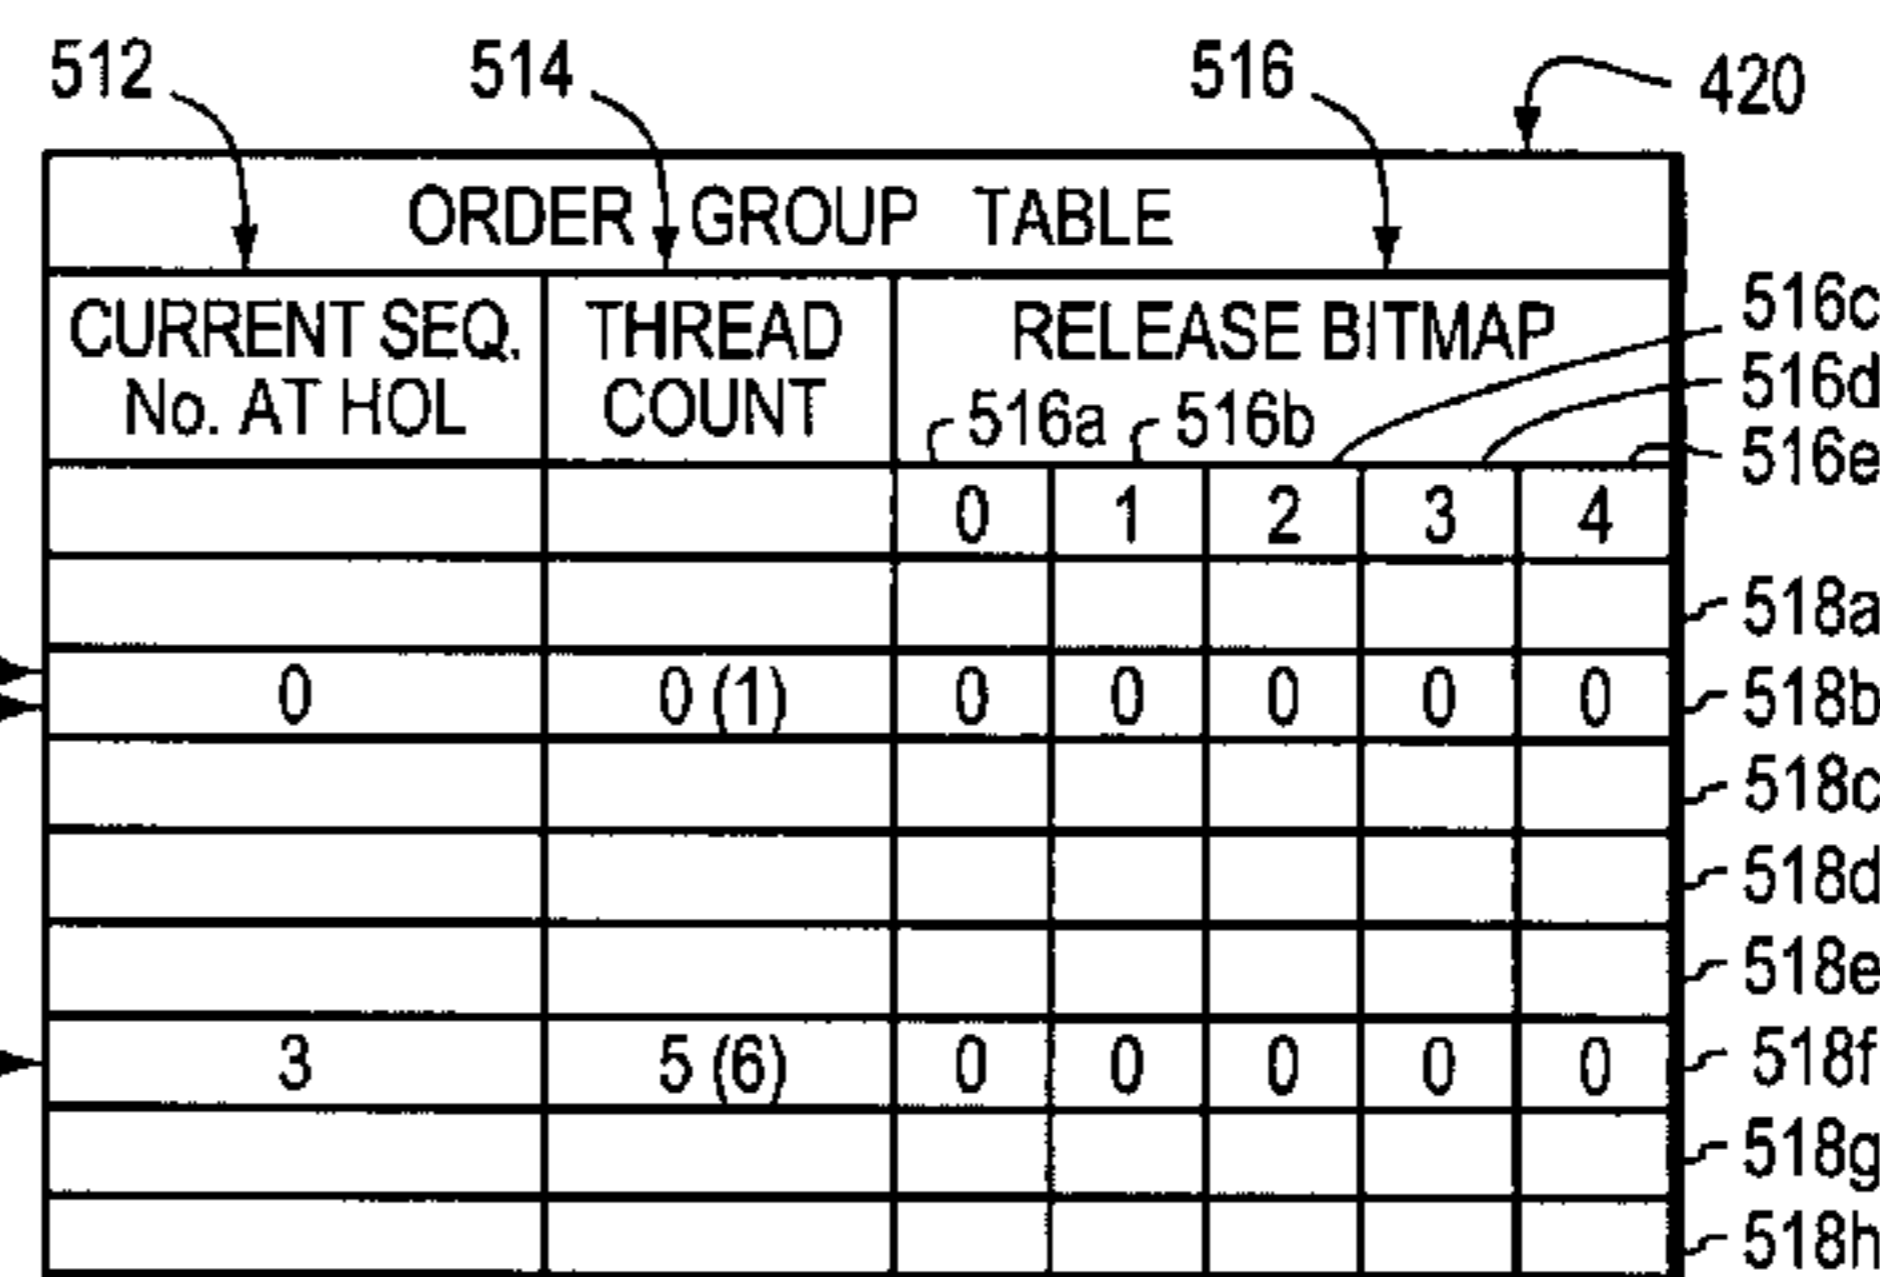 512 514 516 420
ORDER GROUP TABLE
CURRENT SEQ. No. AT HOL
THREAD COUNT
RELEASE BITMAP
516a 516b
516c
516d
516e
0 1 2 3 4
518a
0 0 (1) 0 0 0 0 0 518b
518c
518d
518e
3 5 (6) 0 0 0 0 0 518f
518g
518h